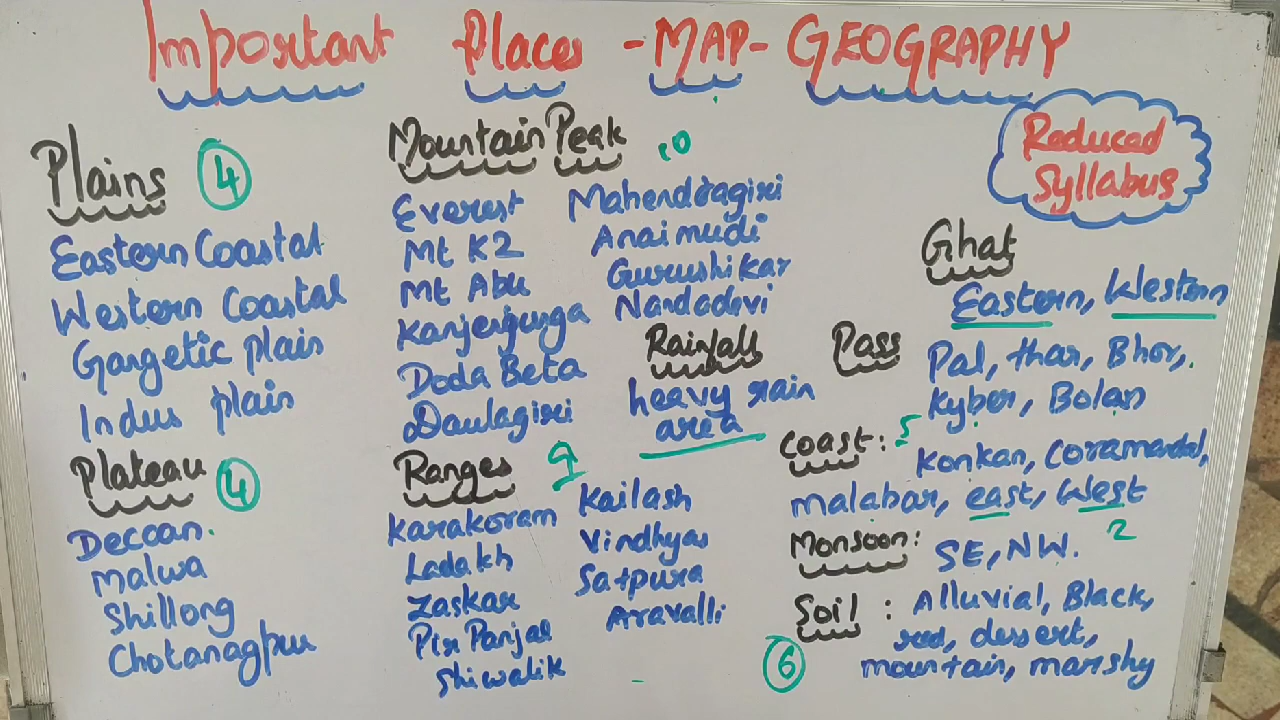 Important Places - MAP - GEOGRAPHY
Reduced
Syllabus
Plains 4
Eastern Coastal
Western Coastal
Gangetic plain
Indus plain
Plateau 4
Deccan.
Malwa
Shillong
Chotanagpur
Mountain Peak 10
Everest
Mt K2
Mt Abu
Kanjenjunga
Doda Beta
Daulagiri
Mahendragiri
Anaimudi
Gurushikar
Nandadevi
Ranges 9
Karakoram
Ladakh
Zaskar
Pir Panjal
Shiwalik
Kailash
Vindhyas
Satpura
Aravalli
Rainfall
heavy rain
area
Ghat
Eastern, Western
Pass
Pal, thar, Bhor,
Kyber, Bolan
Coast: 5
Konkan, Coramandal,
malabar, east, West
2
Monsoon:
SE, NW.
Soil :
Alluvial, Black,
red, dessert,
mountain, marshy
6